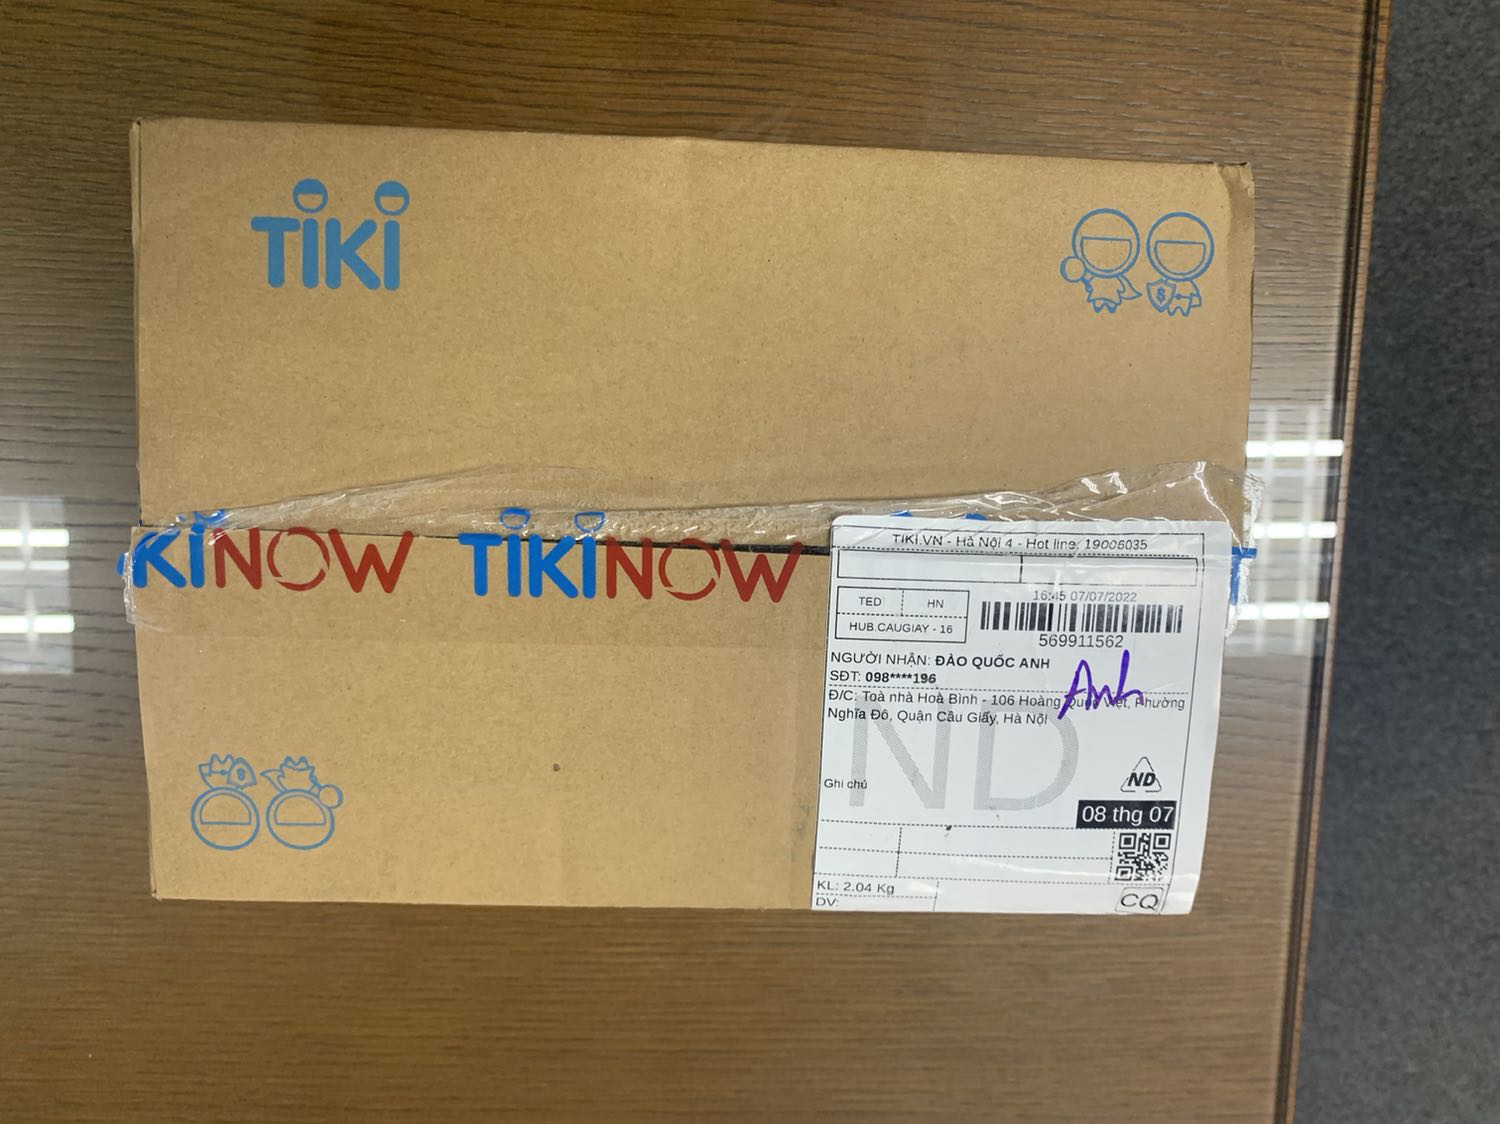 TiKi
KiNOW TiKiNOW
TIKI.VN - Hà Nội 4 - Hot line: 19006035
TED HN
HUB.CAUGIAY - 16
16:45 07/07/2022
569911562
NGƯỜI NHẬN: ĐÀO QUỐC ANH
SĐT: 098****196
Anh
Đ/C: Toà nhà Hoà Bình - 106 Hoàng Quốc Việt, Phường
Nghĩa Đô, Quận Cầu Giấy, Hà Nội
ND
Ghi chú
ND
08 thg 07
KL: 2.04 Kg
DV:
CQ